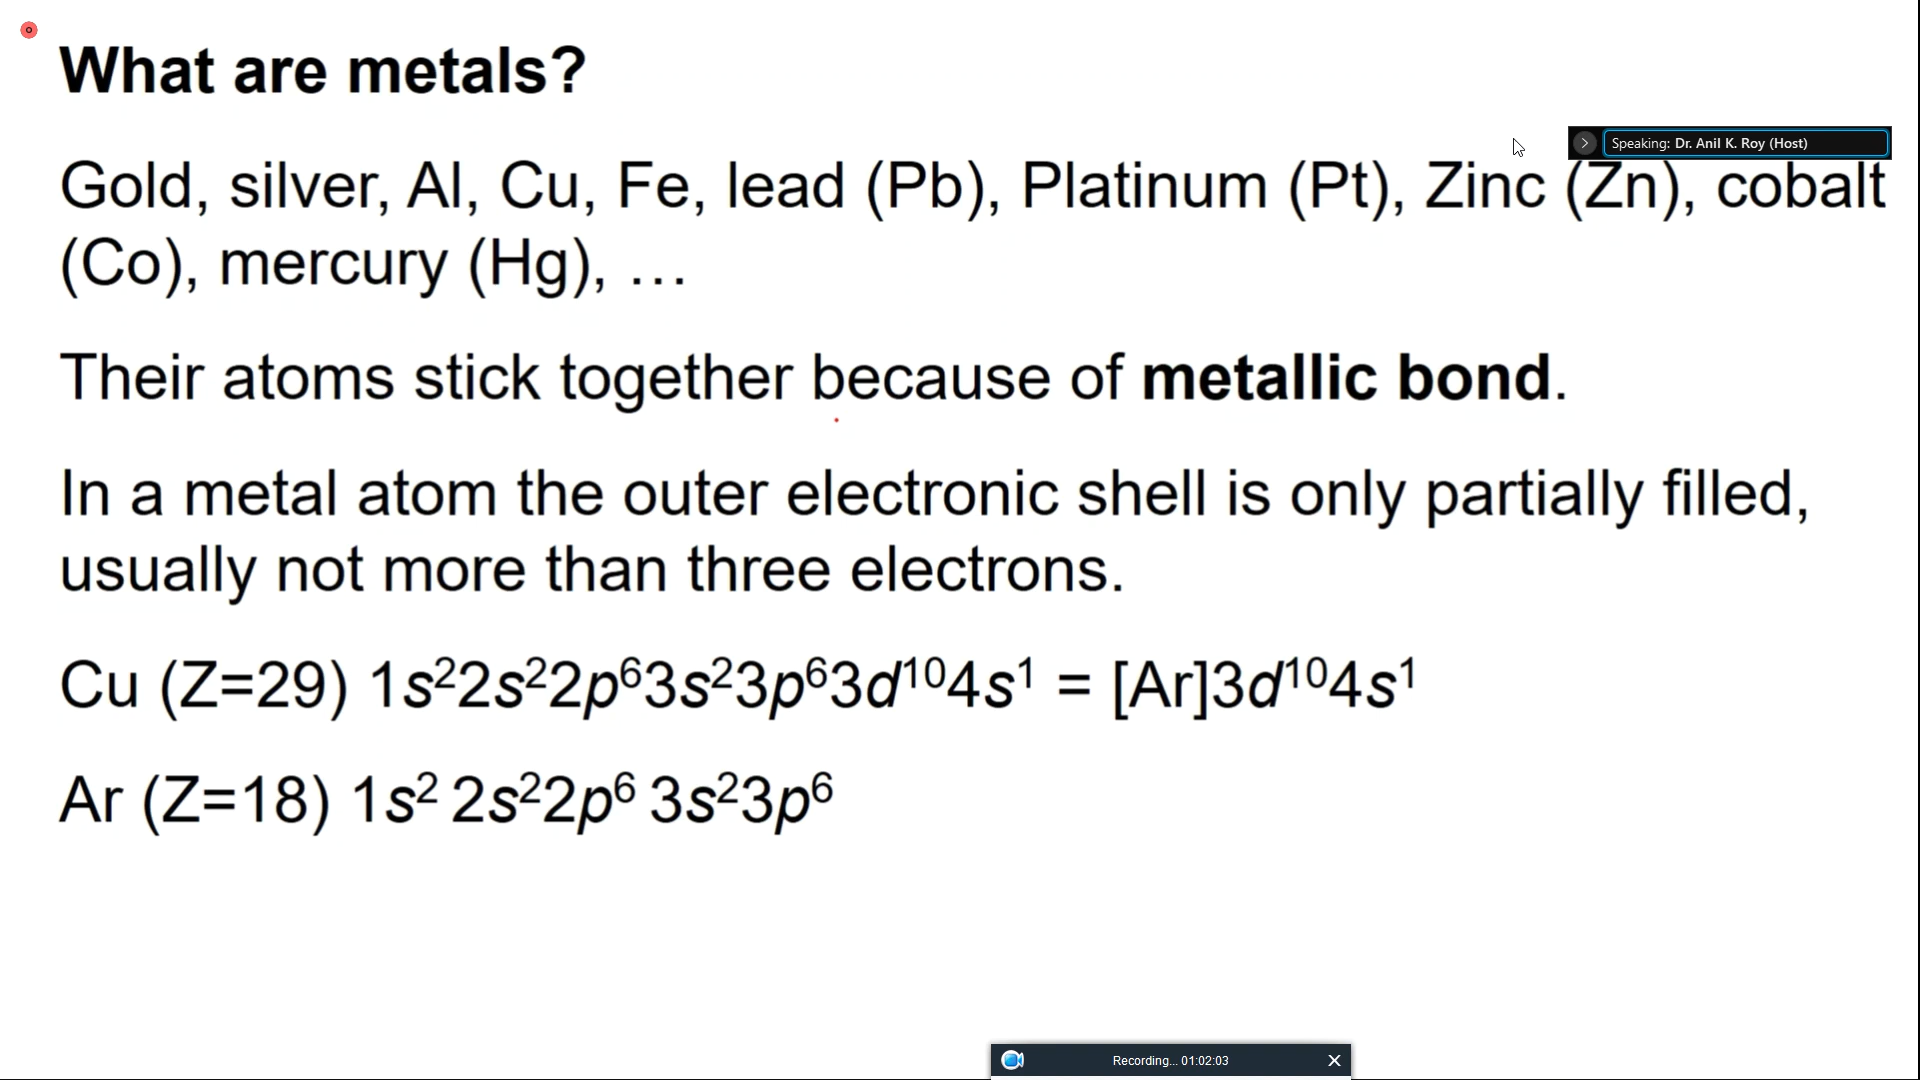 What are metals?
Speaking: Dr. Anil K. Roy (Host)
Gold, silver, Al, Cu, Fe, lead (Pb), Platinum (Pt), Zinc (Zn), cobalt
(Co), mercury (Hg), …
Their atoms stick together because of metallic bond.
In a metal atom the outer electronic shell is only partially filled,
usually not more than three electrons.
Cu (Z=29) 1s²2s²2p⁶3s²3p⁶3d¹⁰4s¹ = [Ar]3d¹⁰4s¹
Ar (Z=18) 1s² 2s²2p⁶ 3s²3p⁶
Recording... 01:02:03